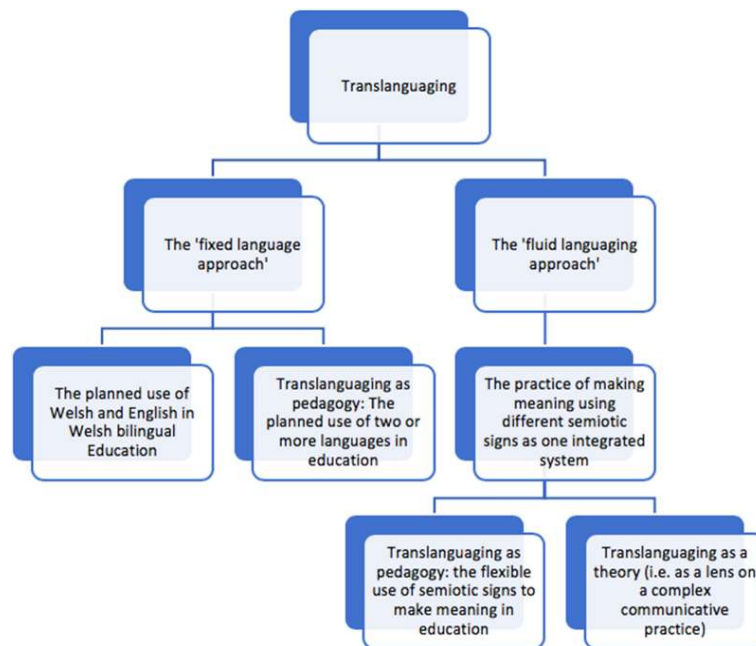 Translanguaging
The 'fixed language
approach'
The 'fluid languaging
approach'
The planned use of
Welsh and English in
Welsh bilingual
Education
Translanguaging as
pedagogy: The
planned use of two or
more languages in
education
The practice of making
meaning using
different semiotic
signs as one integrated
system
Translanguaging as
pedagogy: the flexible
use of semiotic signs to
make meaning in
education
Translanguaging as a
theory (i.e. as a lens on
a complex
communicative
practice)